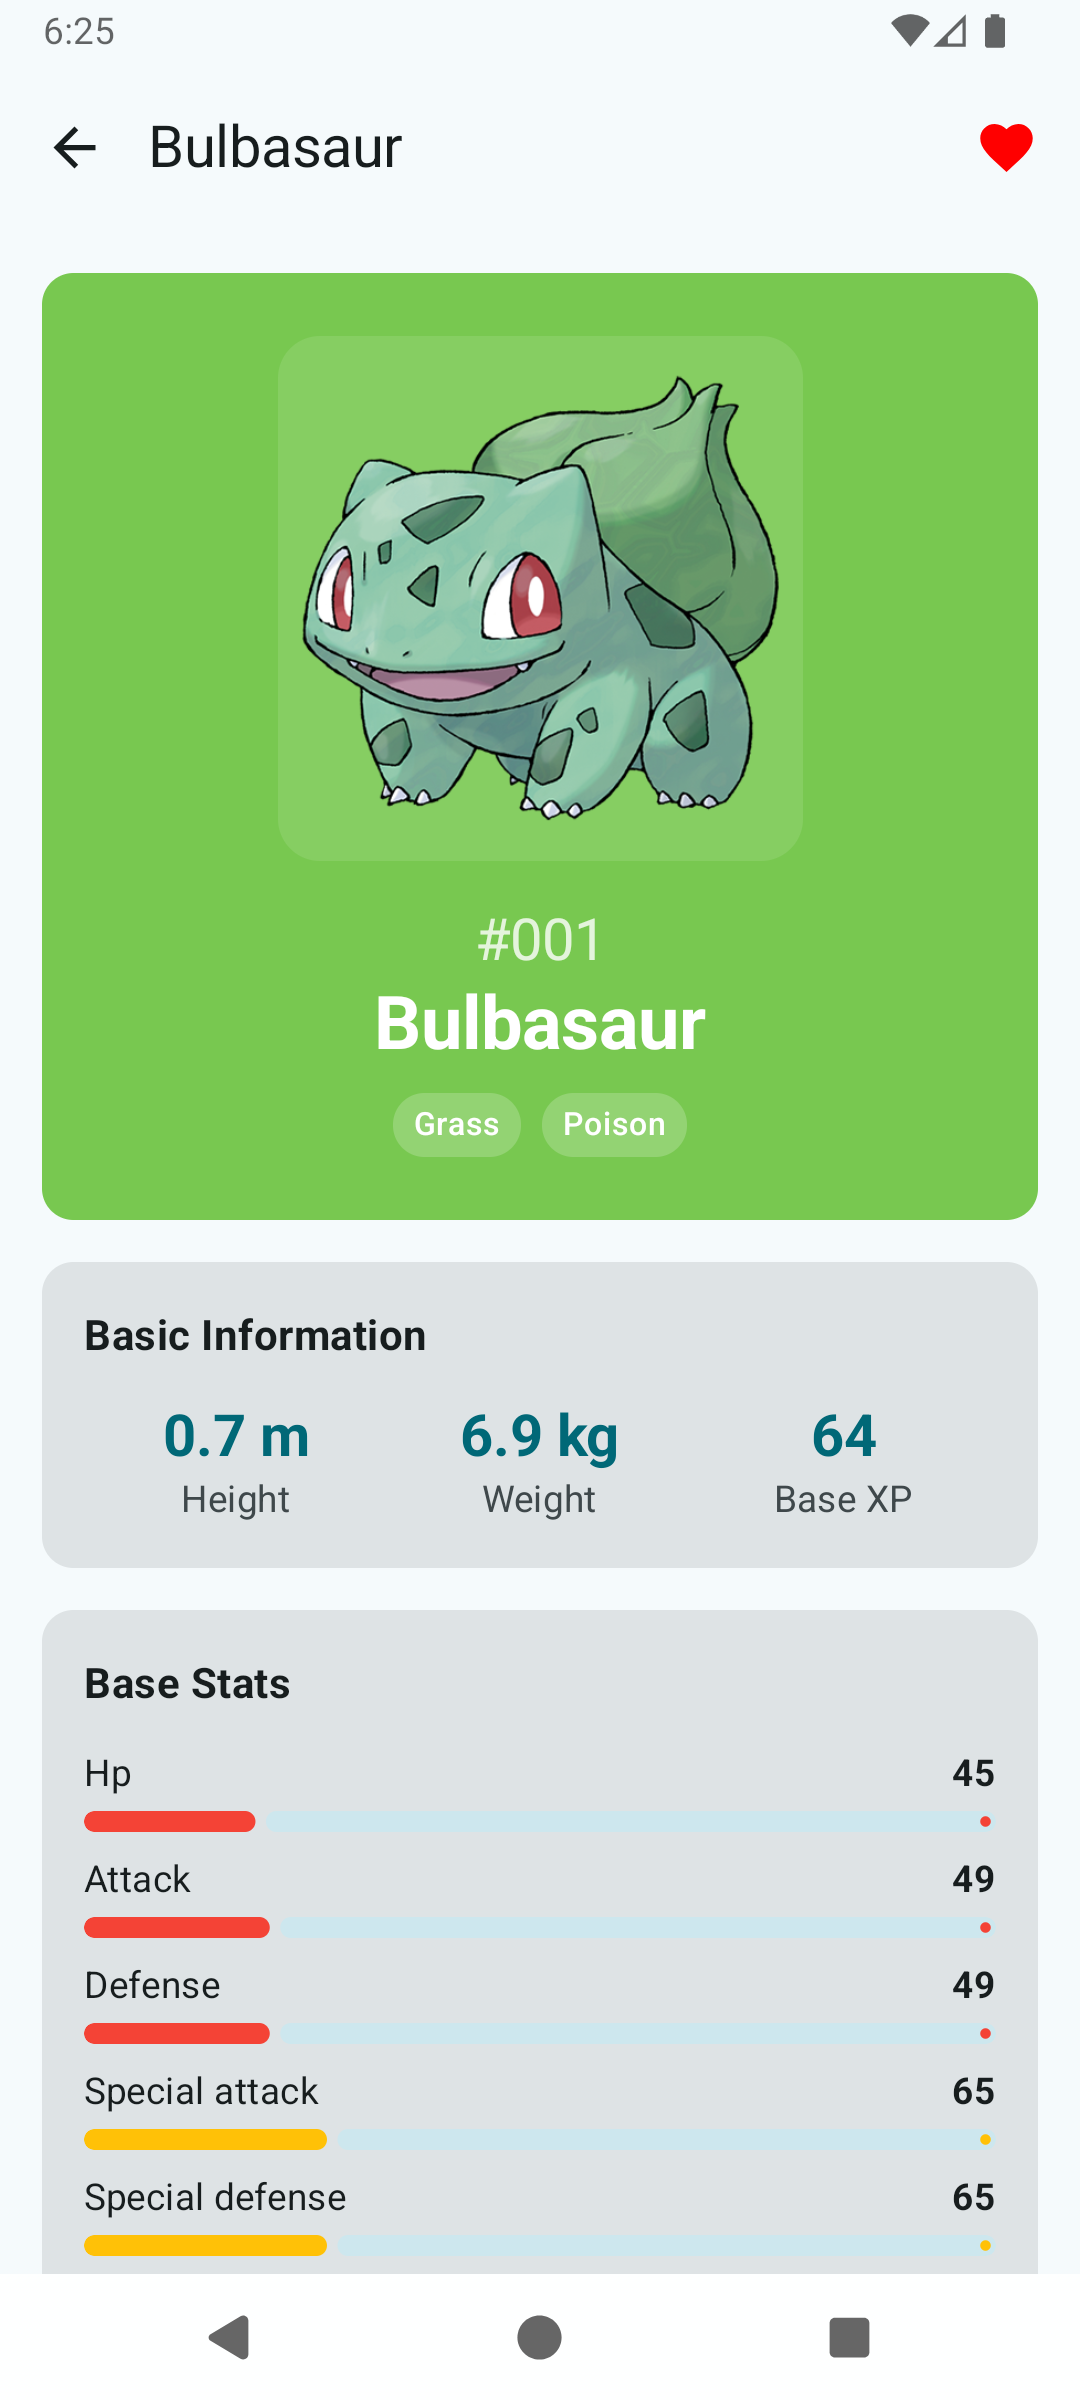 6:25
Bulbasaur
#001
Bulbasaur
Grass Poison
Basic Information
0.7 m 6.9 kg 64
Height Weight Base XP
Base Stats
Hp 45
Attack 49
Defense 49
Special attack 65
Special defense 65